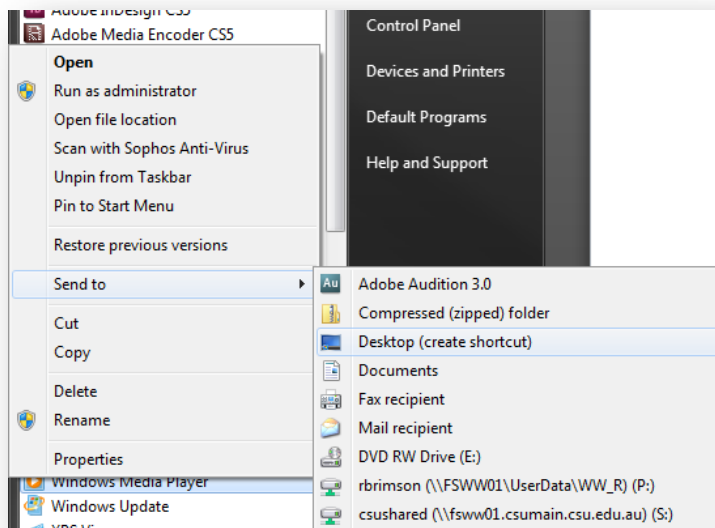 Adobe InDesign CS5
Adobe Media Encoder CS5
Open
Run as administrator
Open file location
Scan with Sophos Anti-Virus
Unpin from Taskbar
Pin to Start Menu
Restore previous versions
Send to
Cut
Copy
Delete
Rename
Properties
Windows Media Player
Windows Update
Control Panel
Devices and Printers
Default Programs
Help and Support
Au
Adobe Audition 3.0
Compressed (zipped) folder
Desktop (create shortcut)
Documents
Fax recipient
Mail recipient
DVD RW Drive (E:)
rbrimson (\\FSWW01\UserData\WW_R) (P:)
csushared (\\fsww01.csumain.csu.edu.au) (S:)